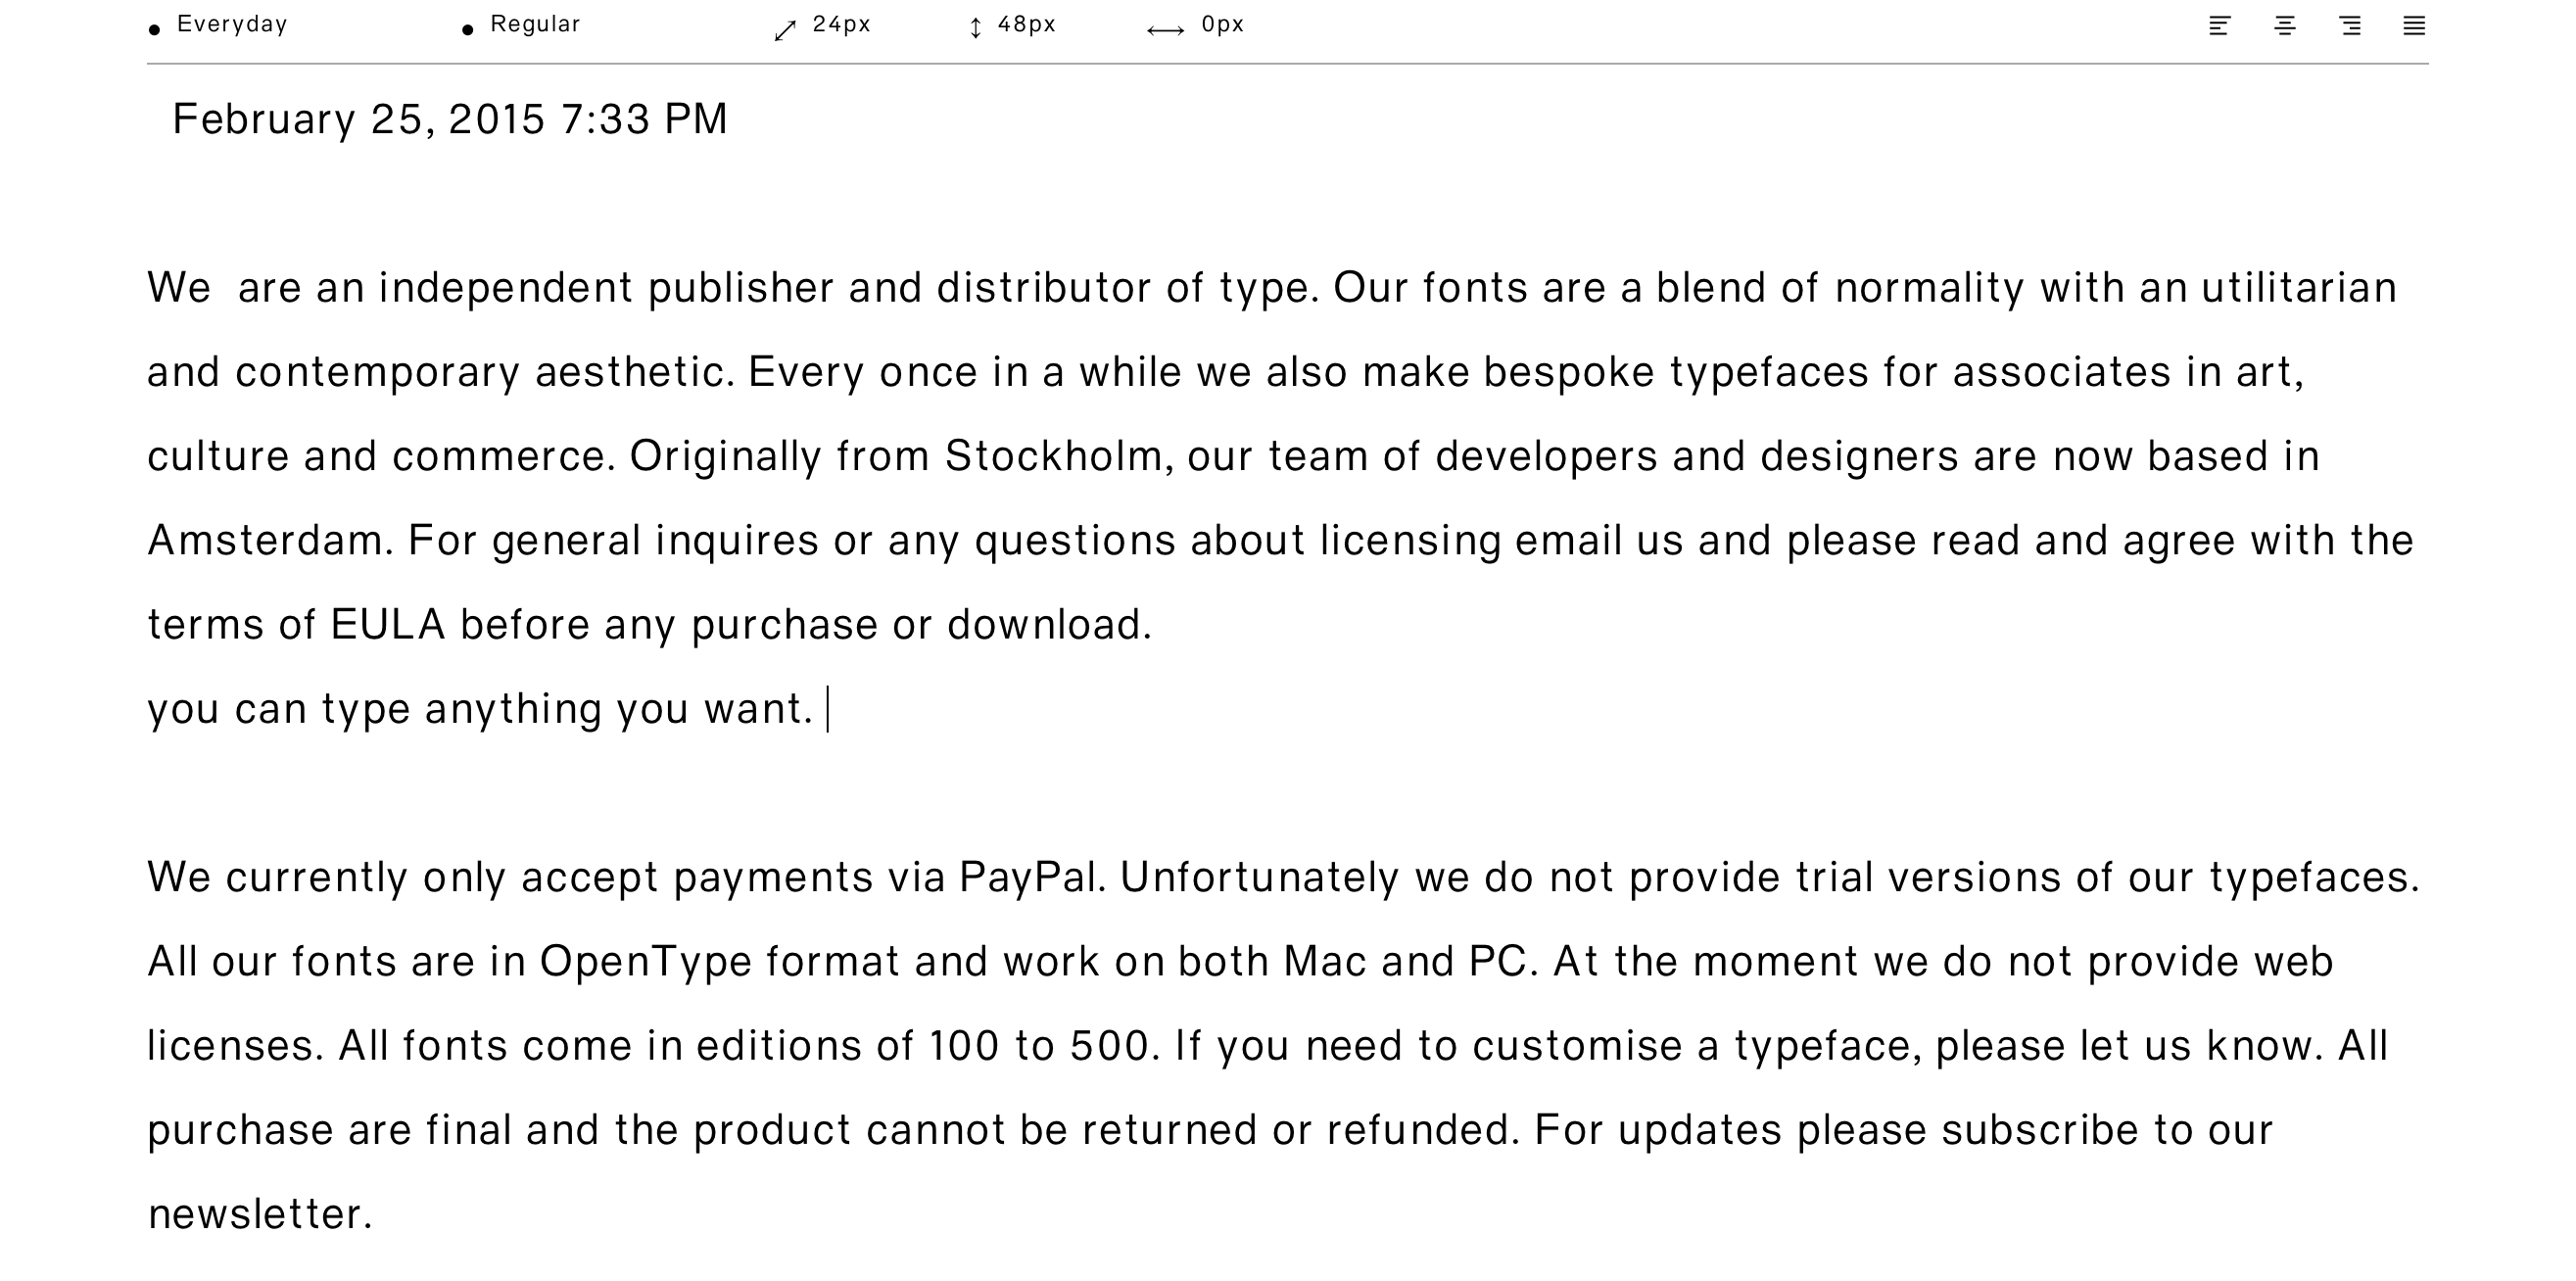 Everyday Regular 24px 48px 0px
February 25, 2015 7:33 PM
We  are an independent publisher and distributor of type. Our fonts are a blend of normality with an utilitarian
and contemporary aesthetic. Every once in a while we also make bespoke typefaces for associates in art,
culture and commerce. Originally from Stockholm, our team of developers and designers are now based in
Amsterdam. For general inquires or any questions about licensing email us and please read and agree with the
terms of EULA before any purchase or download.
you can type anything you want.
We currently only accept payments via PayPal. Unfortunately we do not provide trial versions of our typefaces.
All our fonts are in OpenType format and work on both Mac and PC. At the moment we do not provide web
licenses. All fonts come in editions of 100 to 500. If you need to customise a typeface, please let us know. All
purchase are final and the product cannot be returned or refunded. For updates please subscribe to our
newsletter.